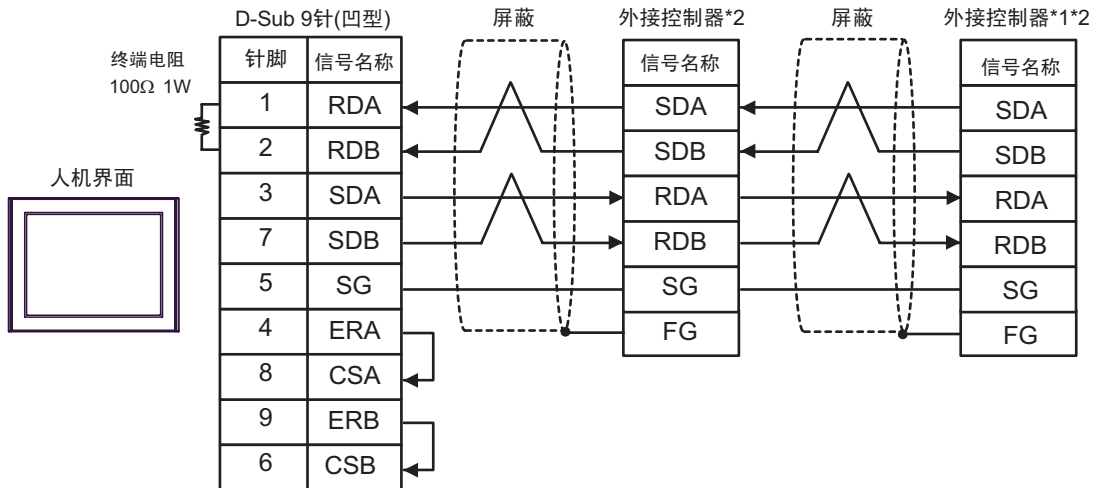 D-Sub 9针(凹型)
屏蔽
外接控制器*2
屏蔽
外接控制器*1*2
终端电阻
100Ω 1W
人机界面
针脚 信号名称
1 RDA
2 RDB
3 SDA
7 SDB
5 SG
4 ERA
8 CSA
9 ERB
6 CSB
信号名称
SDA
SDB
RDA
RDB
SG
FG
信号名称
SDA
SDB
RDA
RDB
SG
FG